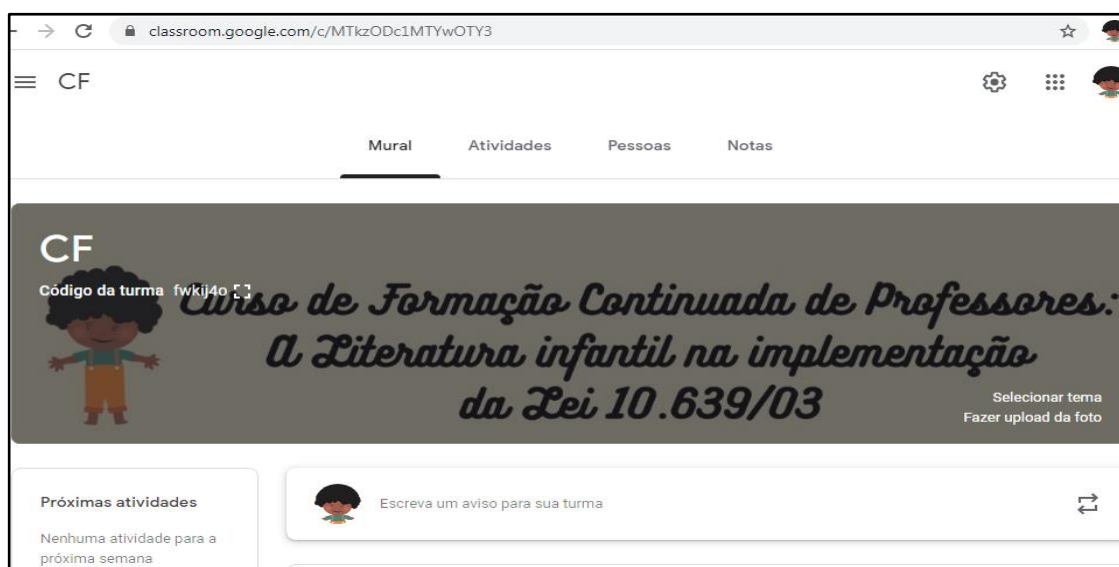 classroom.google.com/c/MTkzODc1MTYwOTY3
CF
Mural Atividades Pessoas Notas
CF
Código da turma fwkij4o
Curso de Formação Continuada de Professores:
A Literatura infantil na implementação
da Lei 10.639/03
Selecionar tema
Fazer upload da foto
Próximas atividades
Nenhuma atividade para a
próxima semana
Escreva um aviso para sua turma